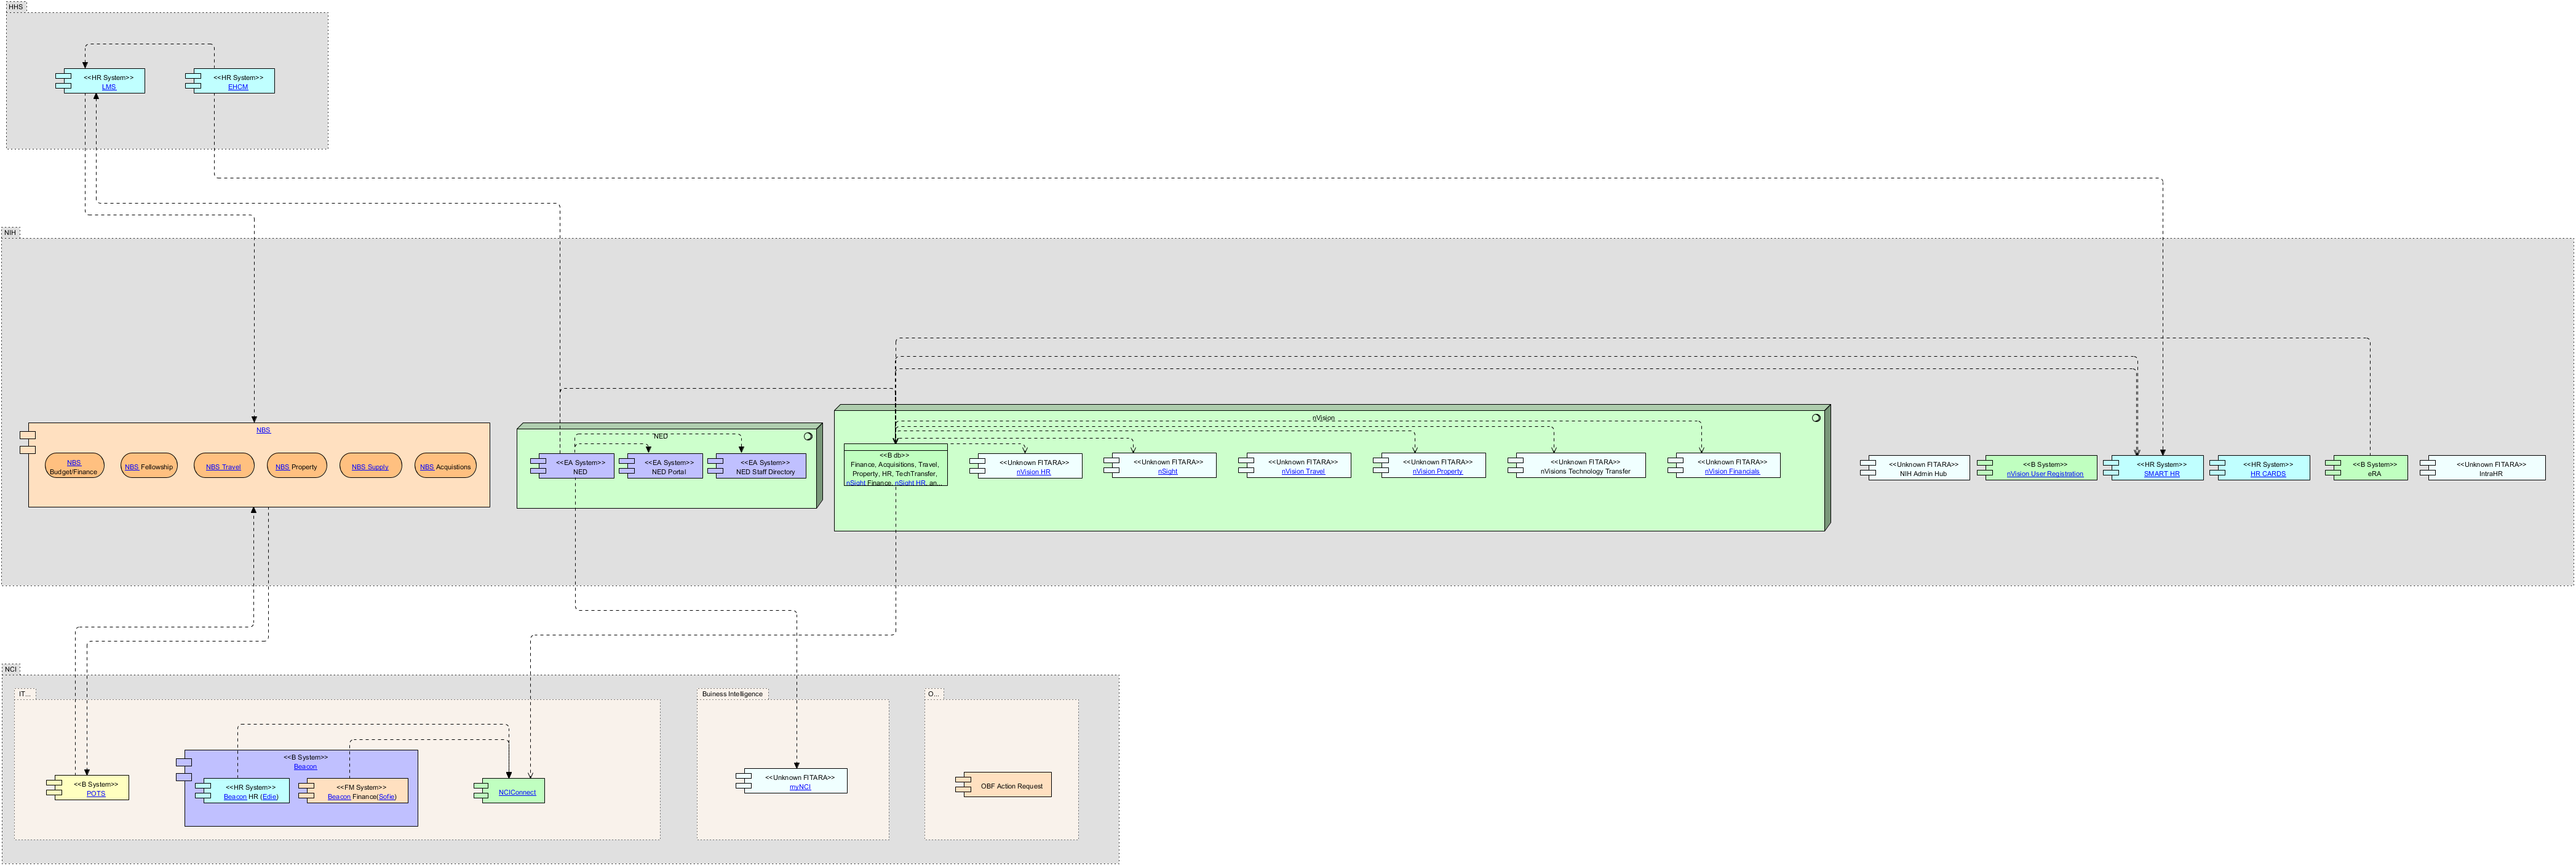 HHS
<<HR System>>
LMS
<<HR System>>
EHCM
NIH
NBS
NBS
Budget/Finance
NBS Fellowship
NBS Travel
NBS Property
NBS Supply
NBS Acquistions
NED
<<EA System>>
NED
<<EA System>>
NED Portal
<<EA System>>
NED Staff Directory
nVision
<<B db>>
Finance, Acquisitions, Travel,
Property, HR, TechTransfer,
nSight Finance, nSight HR, an...
<<Unknown FITARA>>
nVision HR
<<Unknown FITARA>>
nSight
<<Unknown FITARA>>
nVision Travel
<<Unknown FITARA>>
nVision Property
<<Unknown FITARA>>
nVisions Technology Transfer
<<Unknown FITARA>>
nVision Financials
<<Unknown FITARA>>
NIH Admin Hub
<<B System>>
nVision User Registration
<<HR System>>
SMART HR
<<HR System>>
HR CARDS
<<B System>>
eRA
<<Unknown FITARA>>
IntraHR
NCI
IT...
<<B System>>
POTS
<<B System>>
Beacon
<<HR System>>
Beacon HR (Edie)
<<FM System>>
Beacon Finance(Sofie)
NCIConnect
Buiness Intelligence
<<Unknown FITARA>>
myNCI
O...
OBF Action Request